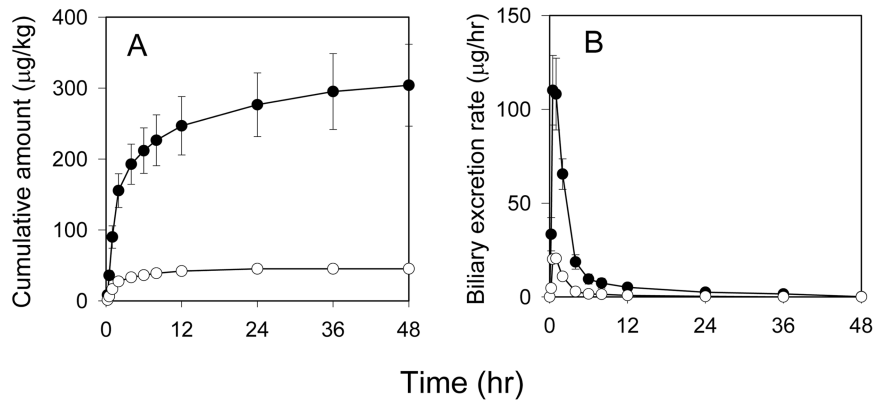 A
Cumulative amount (μg/kg)
400
300
200
100
0
0 12 24 36 48
B
Biliary excretion rate (μg/hr)
150
100
50
0
0 12 24 36 48
Time (hr)